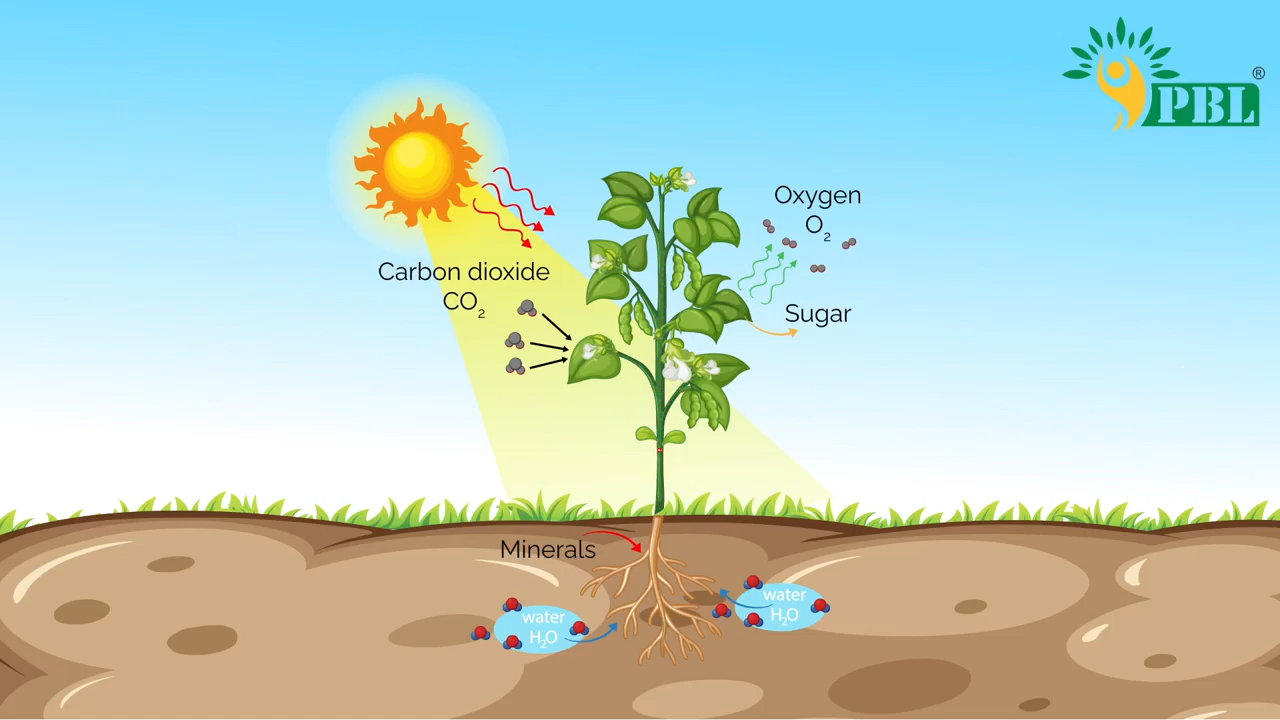 PBL®
Oxygen
O₂
Carbon dioxide
CO₂
Sugar
Minerals
water
H₂O
water
H₂O